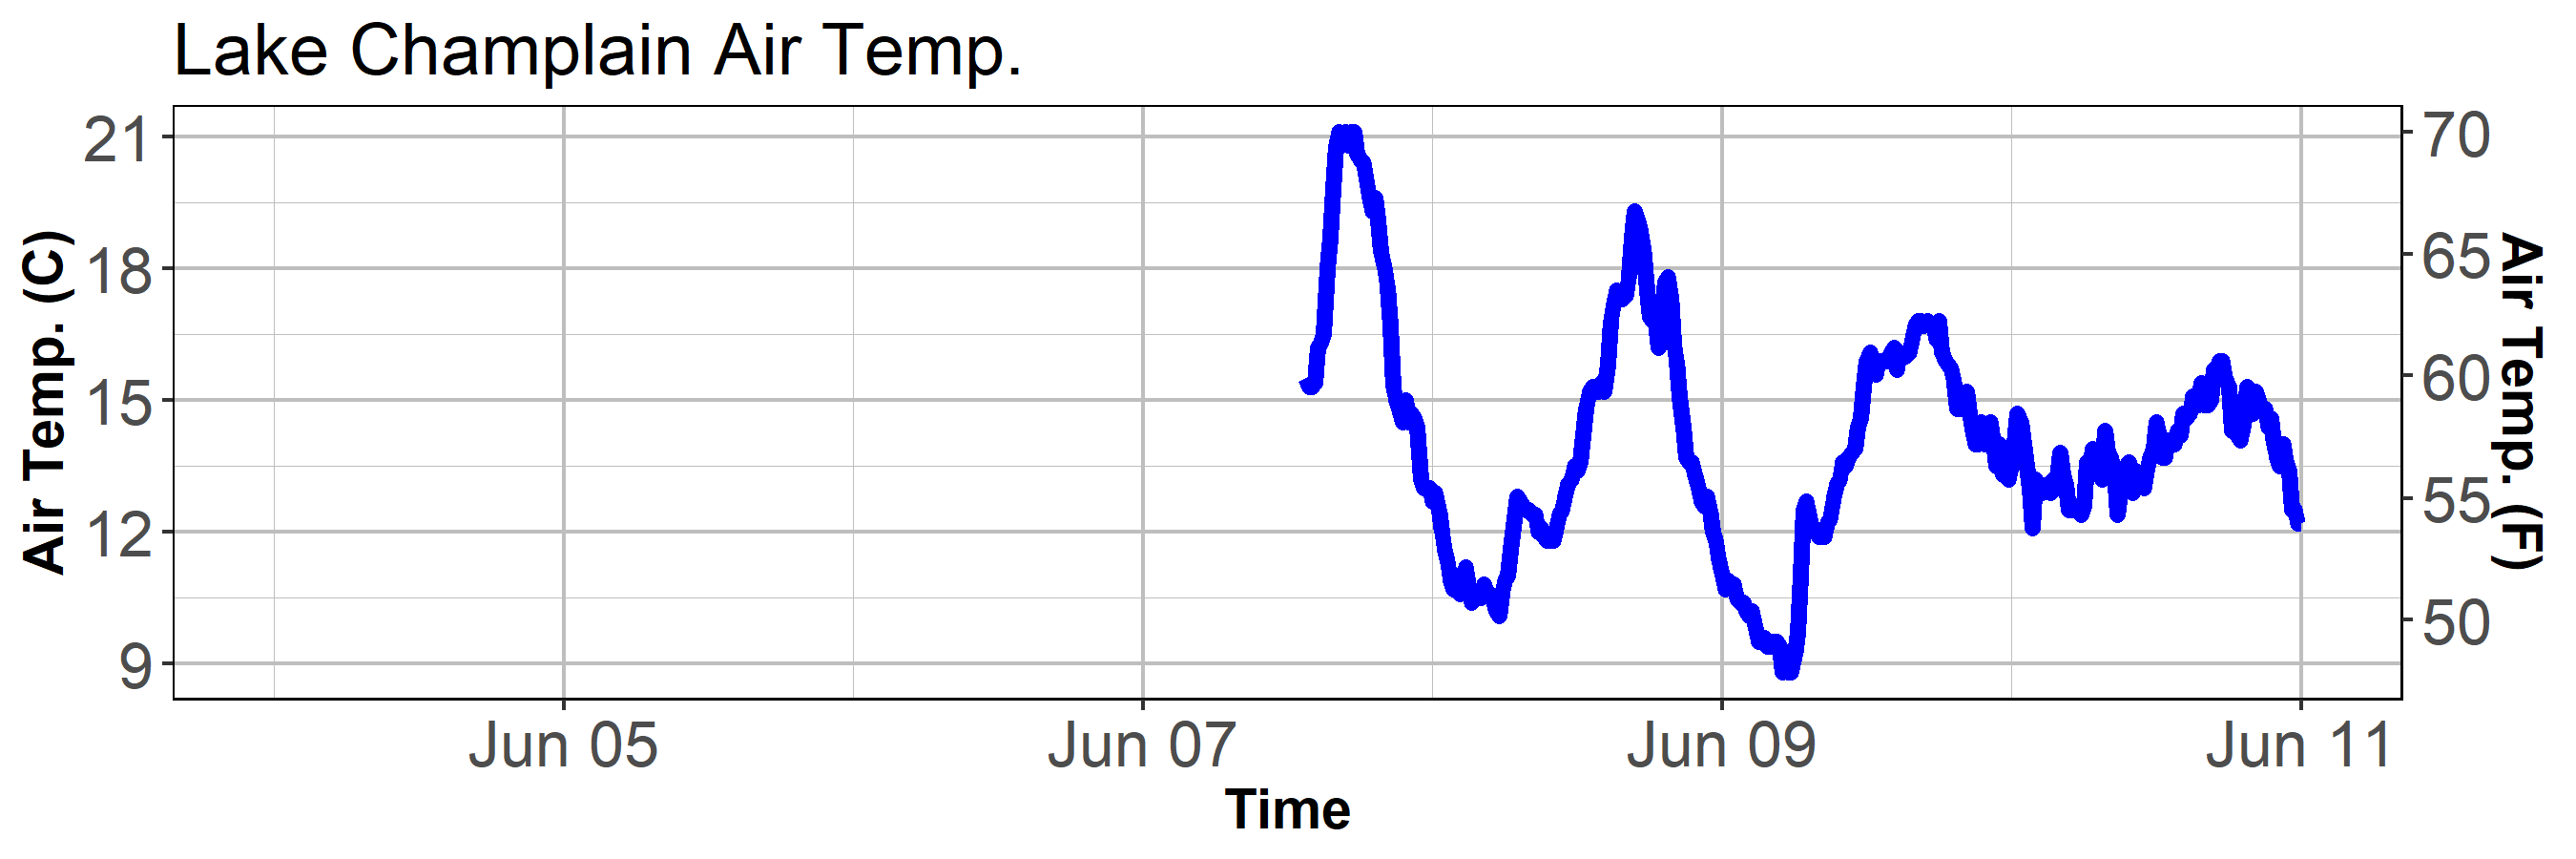 Lake Champlain Air Temp.
21
18
15
12
9
Air Temp. (C)
70
65
60
55
50
Air Temp. (F)
Jun 05 Jun 07 Jun 09 Jun 11
Time